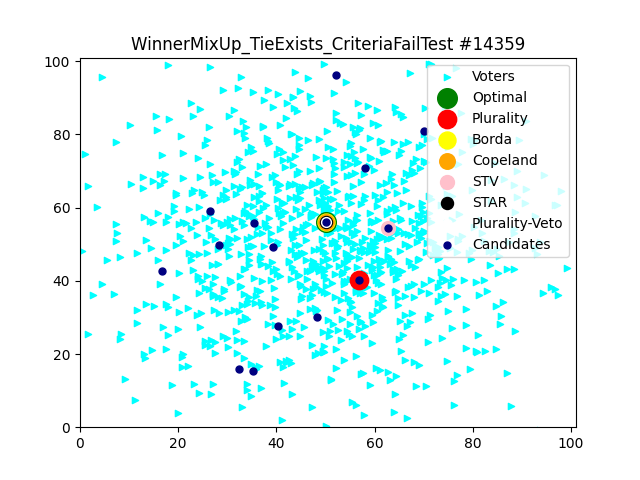 WinnerMixUp_TieExists_CriteriaFailTest #14359
Voters
Optimal
Plurality
Borda
Copeland
STV
STAR
Plurality-Veto
Candidates
100
80
60
40
20
0
0 20 40 60 80 100